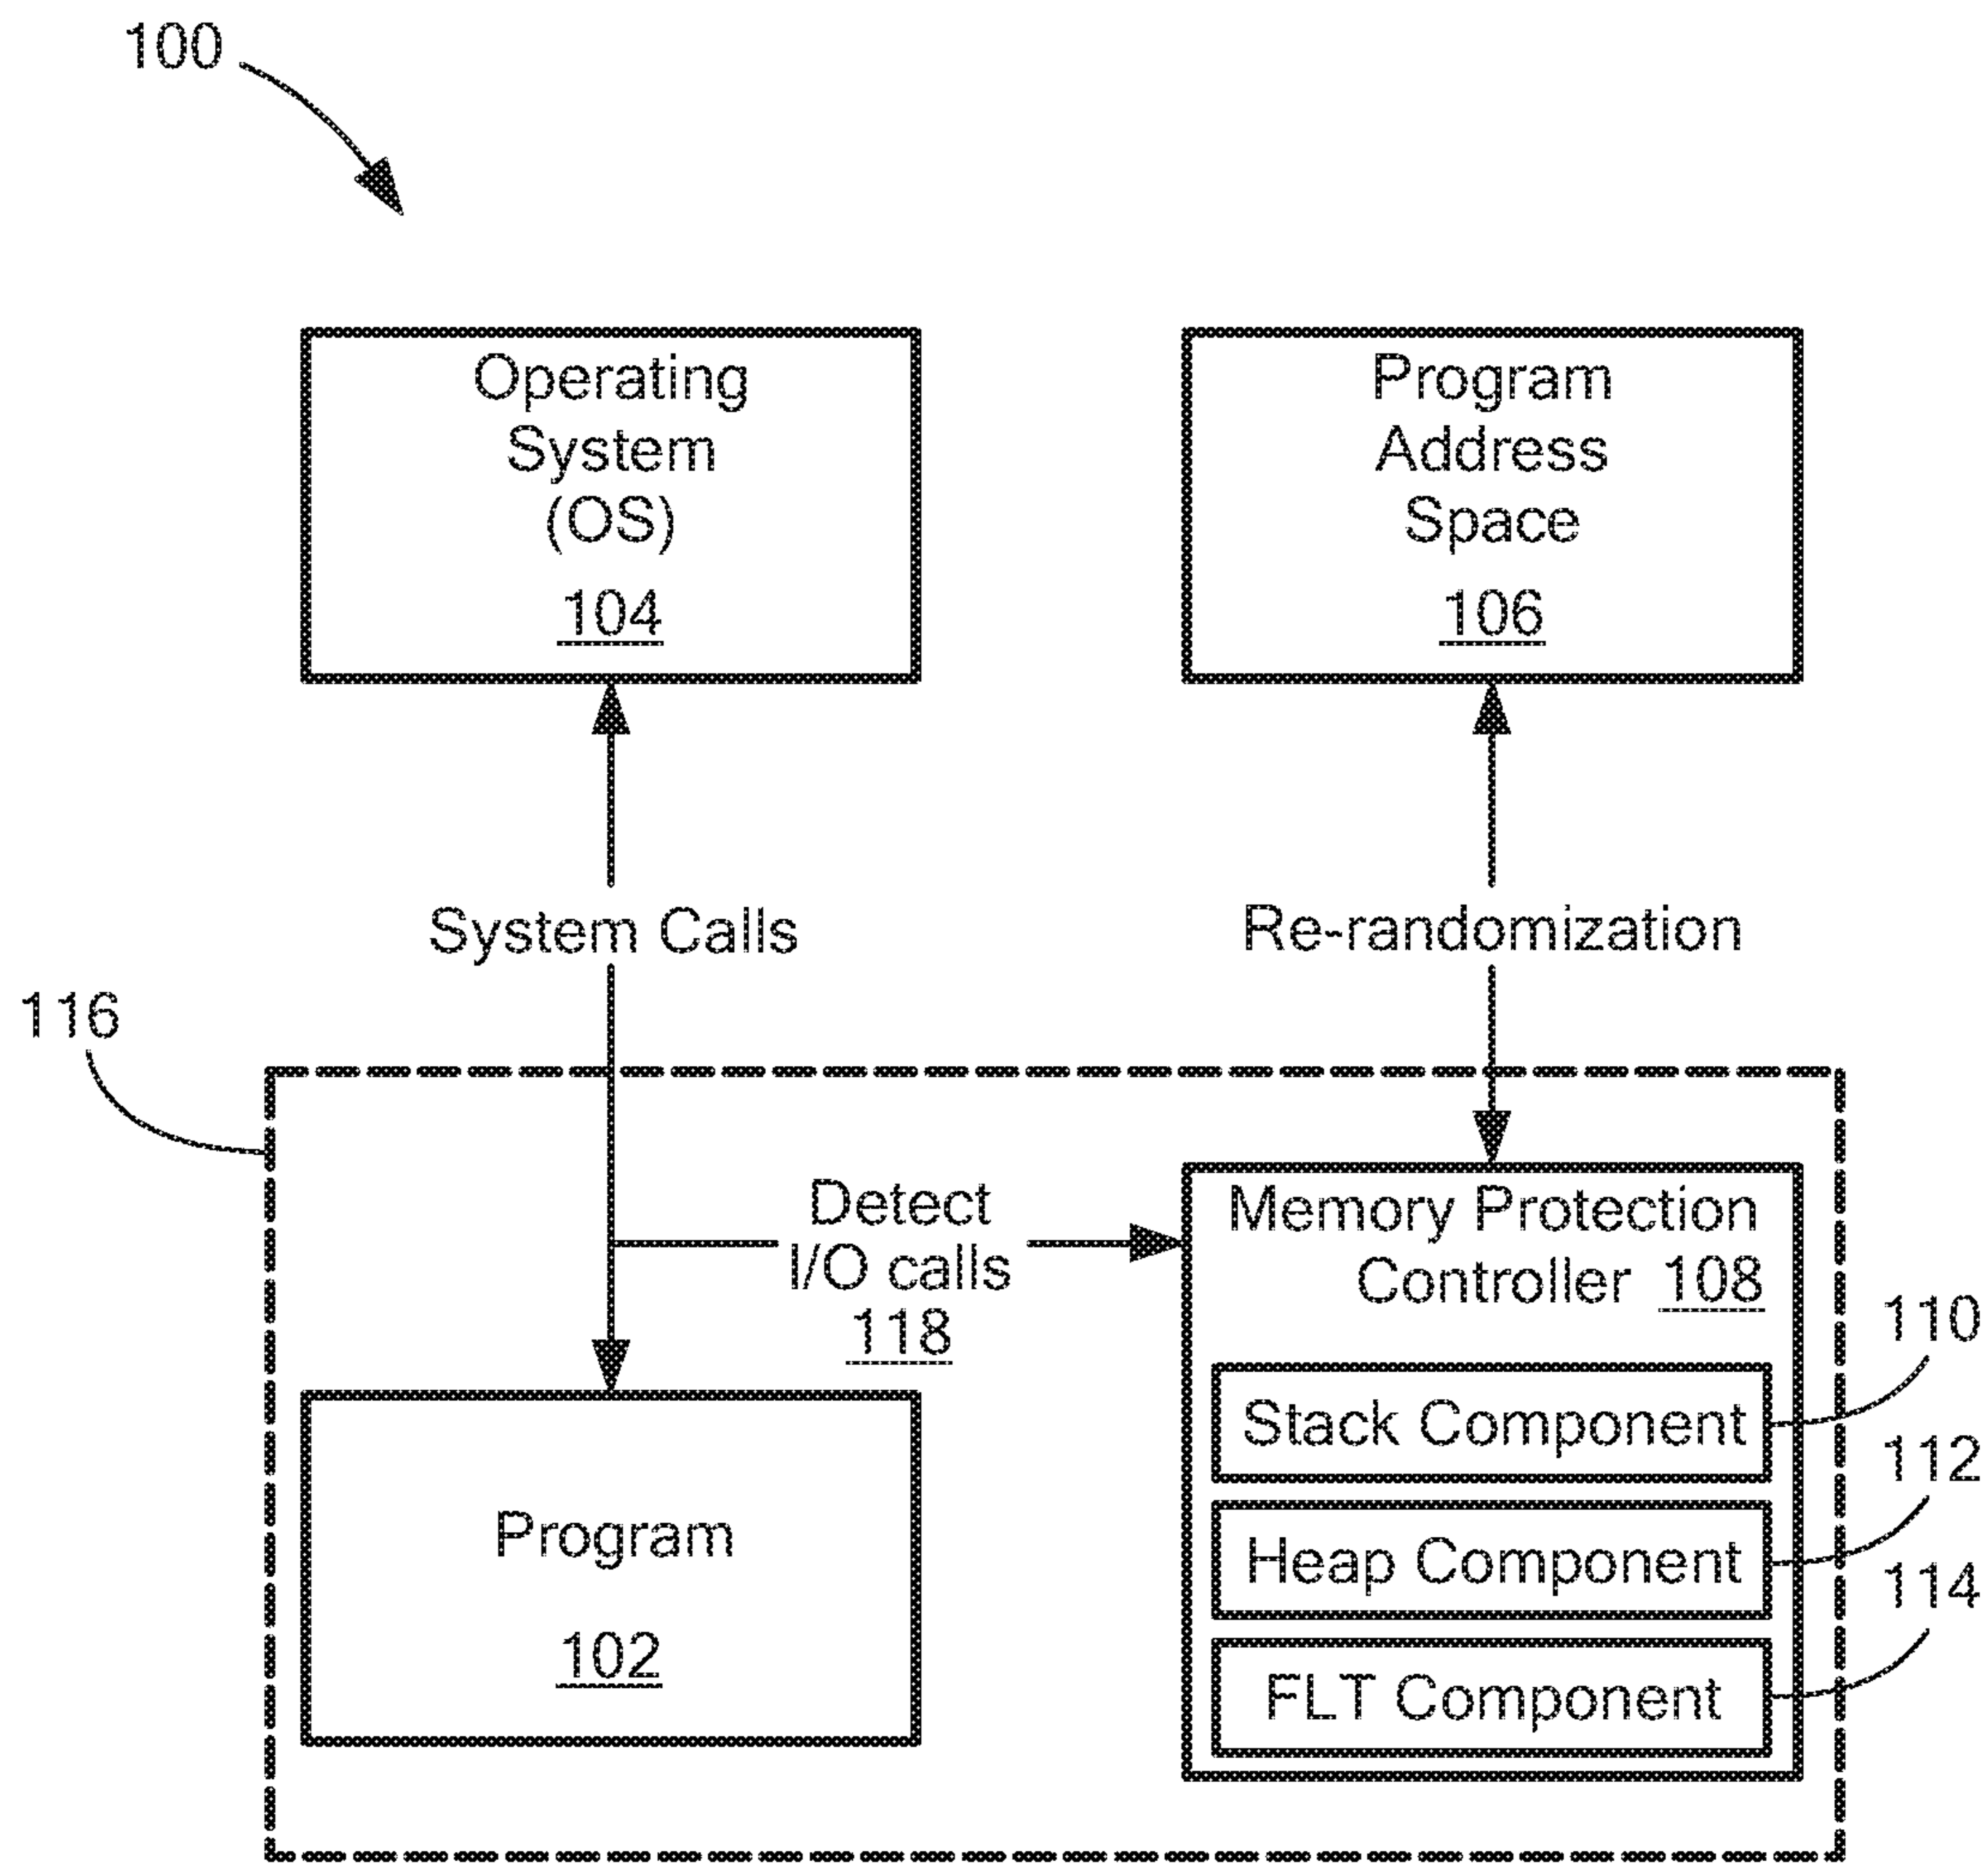 100
Operating
System
(OS)
104
Program
Address
Space
106
System Calls
Re-randomization
116
Detect
I/O calls
118
Memory Protection
Controller 108
110
Stack Component
112
Heap Component
114
FLT Component
Program
102